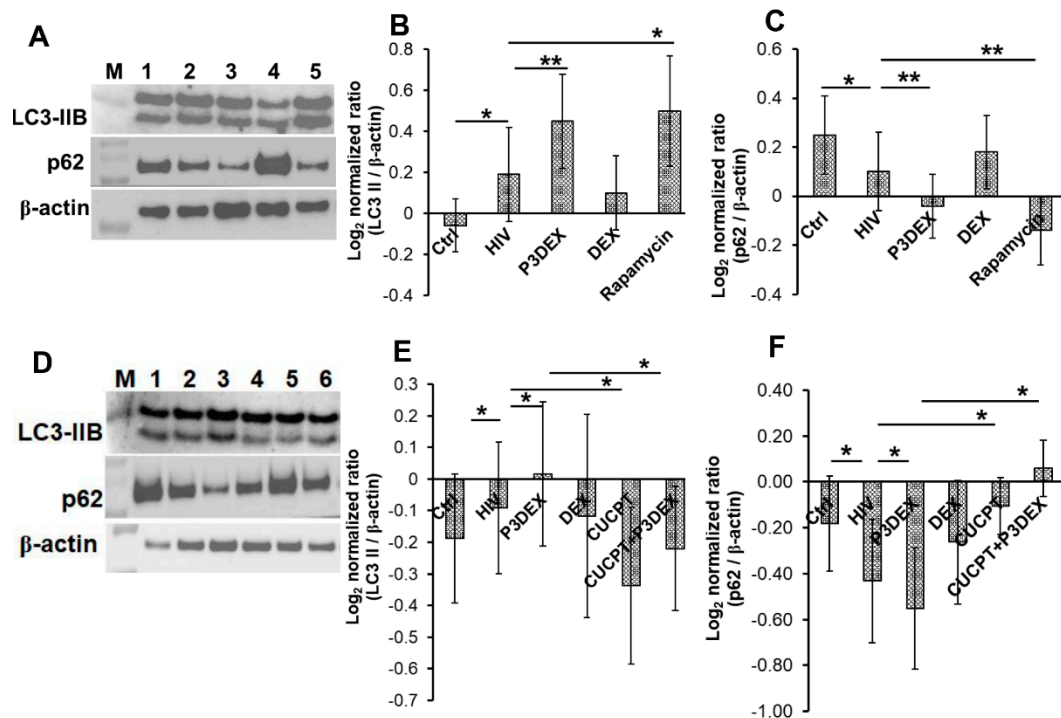 A
M 1 2 3 4 5
LC3-IIB
p62
β-actin
B
Log₂ normalized ratio
(LC3 II / β-actin)
0.8
0.6
0.4
0.2
0
-0.2
-0.4
*
**
*
Ctrl
HIV
P3DEX
DEX
Rapamycin
C
Log₂ normalized ratio
(p62 / β-actin)
0.6
0.4
0.2
0
-0.2
-0.4
*
**
**
Ctrl
HIV
P3DEX
DEX
Rapamycin
D
M 1 2 3 4 5 6
LC3-IIB
p62
β-actin
E
Log₂ normalized ratio
(LC3 II / β-actin)
0.3
0.2
0.1
0
-0.1
-0.2
-0.3
-0.4
-0.5
-0.6
-0.7
*
*
*
*
Ctrl
HIV
P3DEX
DEX
CUCPT
CUCPT+P3DEX
F
Log₂ normalized ratio
(p62 / β-actin)
0.40
0.20
0.00
-0.20
-0.40
-0.60
-0.80
-1.00
*
*
*
*
Ctrl
HIV
P3DEX
DEX
CUCPT
CUCPT+P3DEX